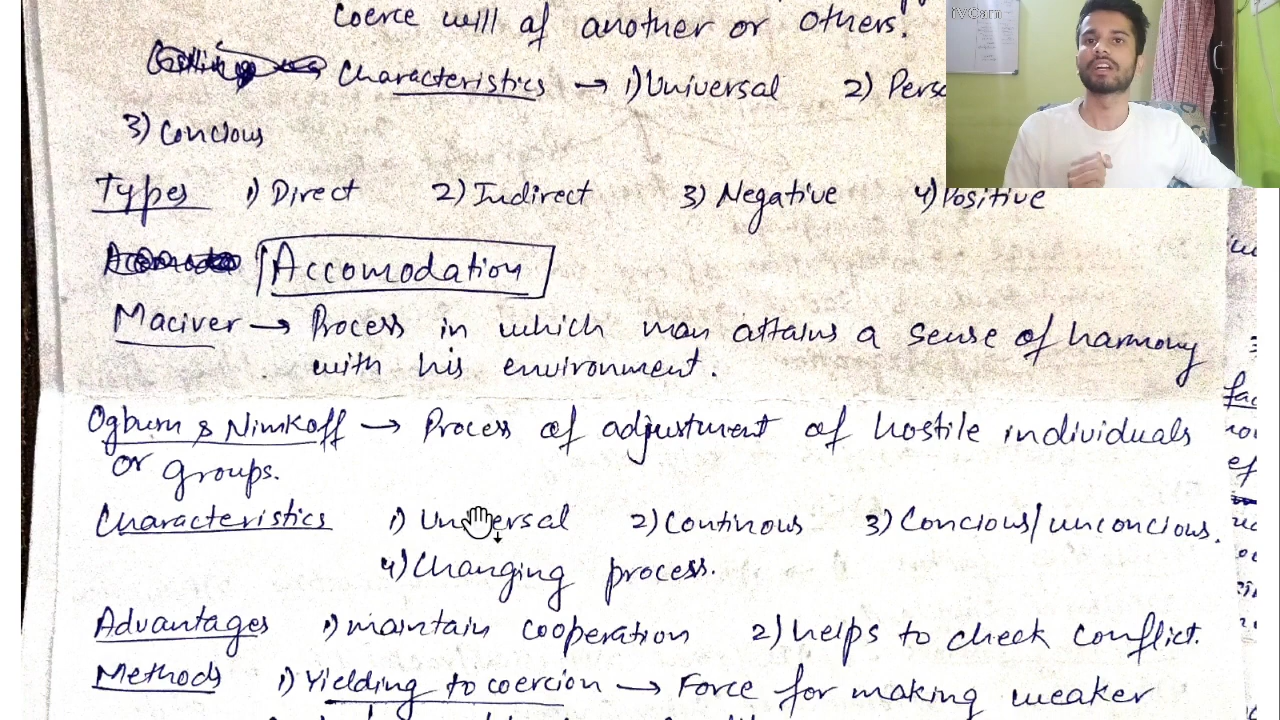 coerce will of another or others."
Characteristics → 1) Universal 2) Perso
3) Concious
Types 1) Direct 2) Indirect 3) Negative 4) Positive
Accomodation
Maciver → Process in which man attains a sense of harmony
with his environment.
Ogburn & Nimkoff → Process of adjustment of hostile individuals
or groups.
Characteristics 1) Universal 2) Continous 3) Concious/unconcious.
4) Changing process.
Advantages 1) maintain cooperation 2) helps to check conflict.
Methods 1) Yielding to coercion → Force for making weaker
iVCam